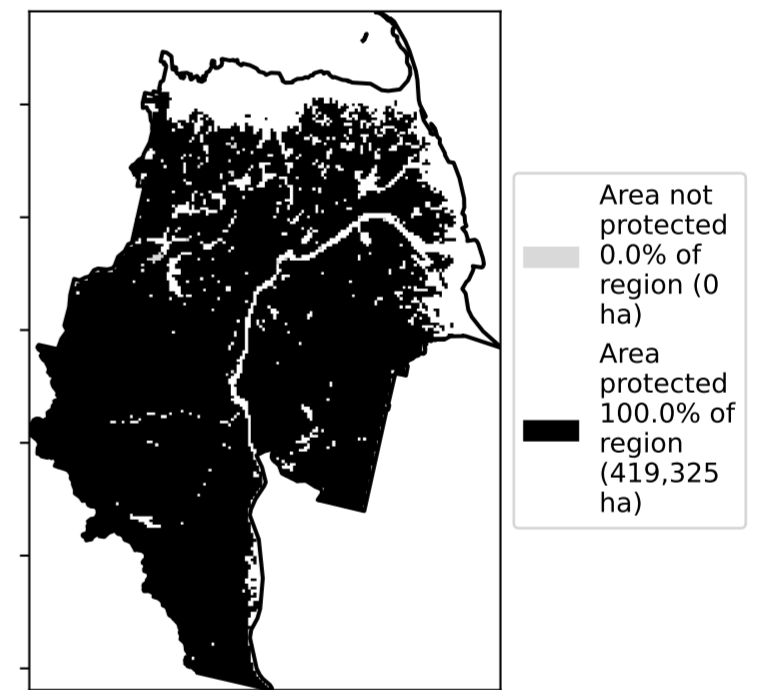 Area not
protected
0.0% of
region (0
ha)
Area
protected
100.0% of
region
(419,325
ha)